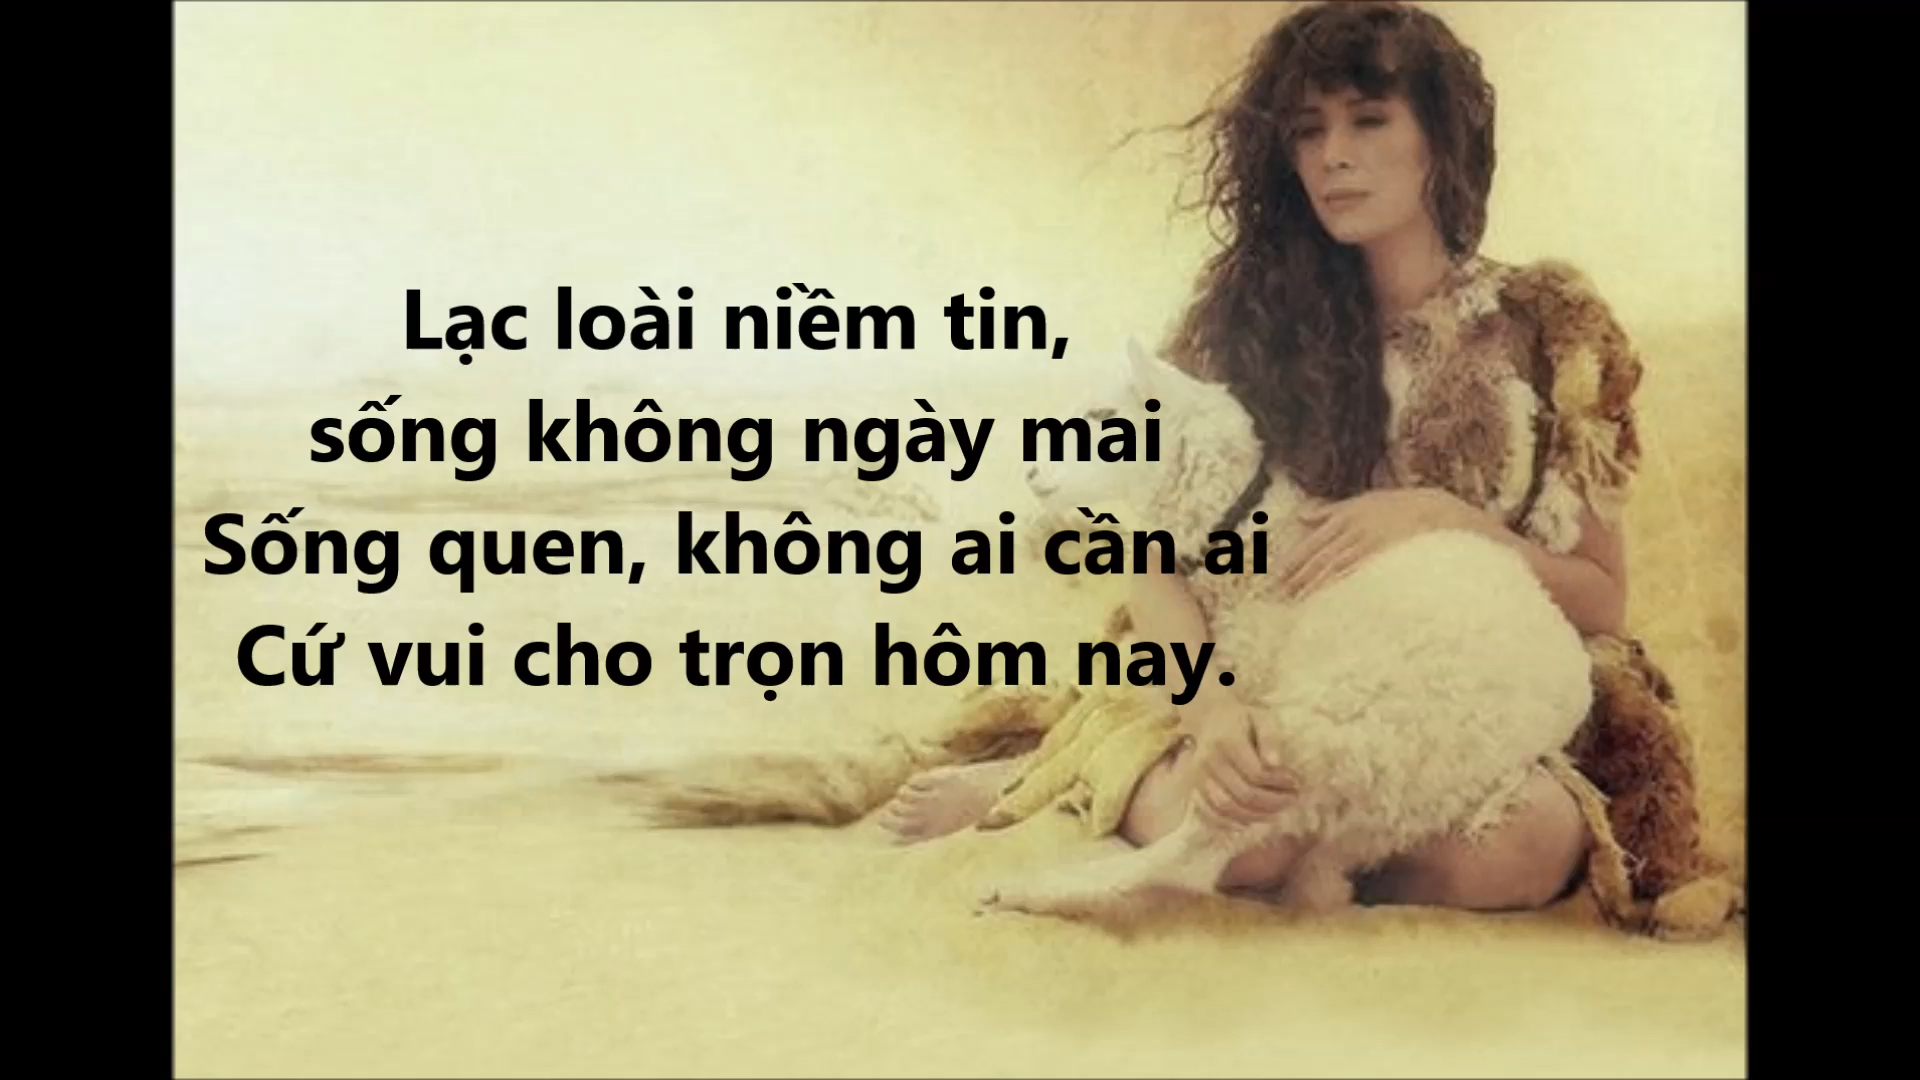 Lạc loài niềm tin,
sống không ngày mai
Sống quen, không ai cần ai
Cứ vui cho trọn hôm nay.